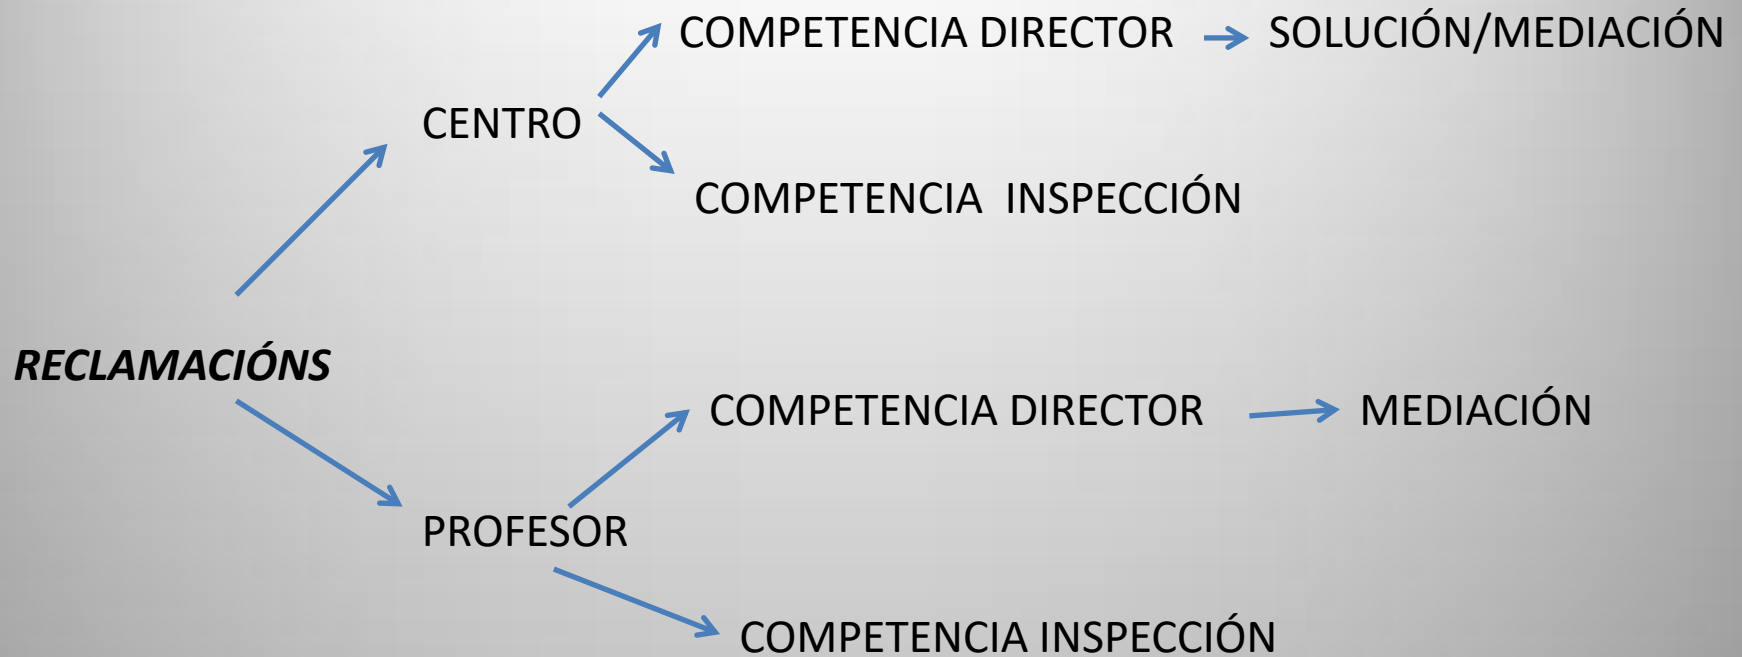 COMPETENCIA DIRECTOR SOLUCIÓN/MEDIACIÓN
CENTRO
COMPETENCIA INSPECCIÓN
RECLAMACIÓNS
COMPETENCIA DIRECTOR MEDIACIÓN
PROFESOR
COMPETENCIA INSPECCIÓN